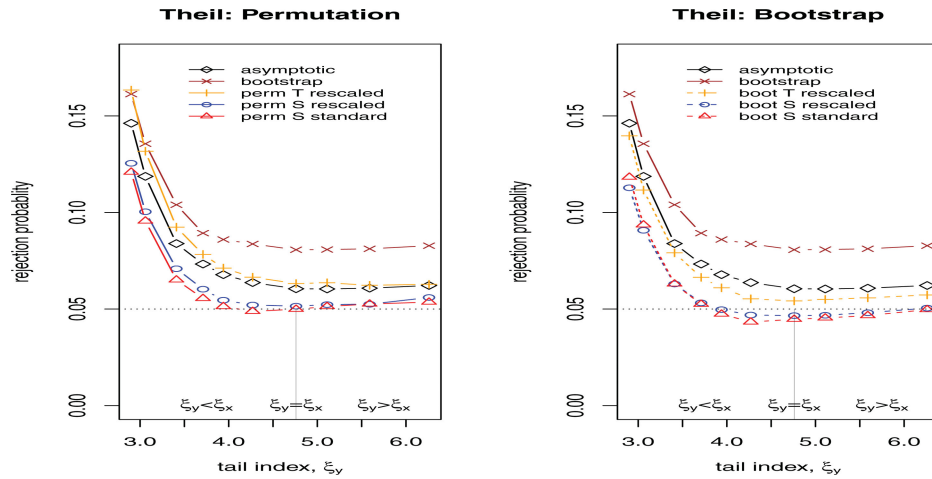 Theil: Permutation
rejection probablity
0.00
0.05
0.10
0.15
asymptotic
bootstrap
perm T rescaled
perm S rescaled
perm S standard
ξy<ξx
ξy=ξx
ξy>ξx
3.0 4.0 5.0 6.0
tail index, ξy
Theil: Bootstrap
rejection probablity
0.00
0.05
0.10
0.15
asymptotic
bootstrap
boot T rescaled
boot S rescaled
boot S standard
ξy<ξx
ξy=ξx
ξy>ξx
3.0 4.0 5.0 6.0
tail index, ξy